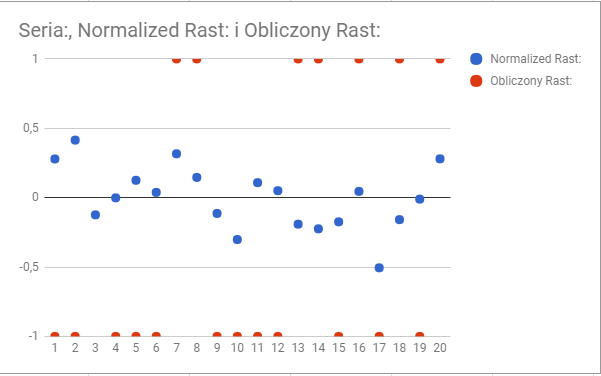 Seria:, Normalized Rast: i Obliczony Rast:
Normalized Rast:
Obliczony Rast:
1
0,5
0
-0,5
-1
1 2 3 4 5 6 7 8 9 10 11 12 13 14 15 16 17 18 19 20